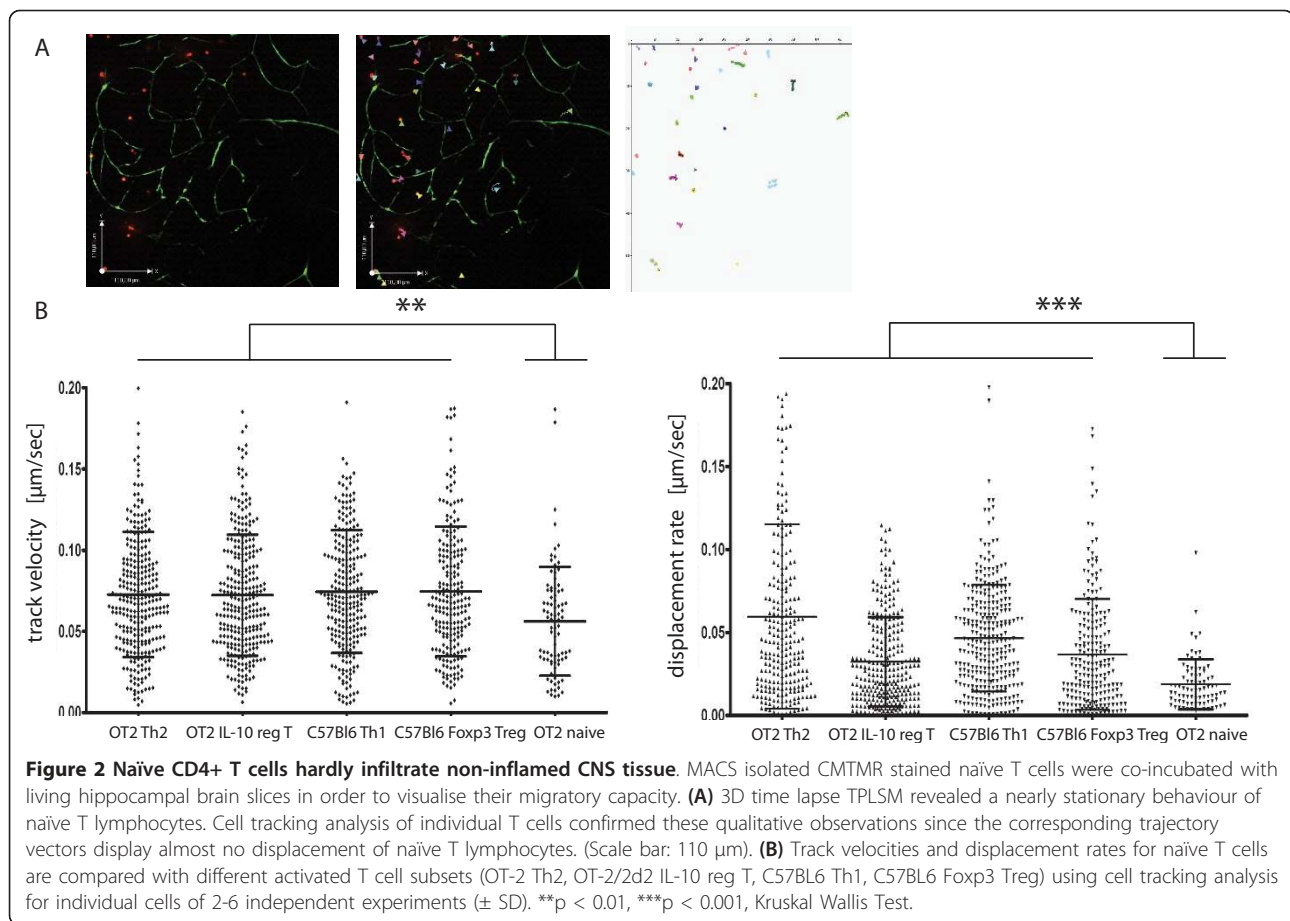 A
Y
110,00 µm
110,00 µm
X
110,00 µm
X
B
**
***
0.20
0.15
0.10
0.05
0.00
track velocity [µm/sec]
OT2 Th2 OT2 IL-10 reg T C57Bl6 Th1 C57Bl6 Foxp3 Treg OT2 naive
0.20
0.15
0.10
0.05
0.00
displacement rate [µm/sec]
OT2 Th2 OT2 IL-10 reg T C57Bl6 Th1 C57Bl6 Foxp3 Treg OT2 naive
Figure 2 Naïve CD4+ T cells hardly infiltrate non-inflamed CNS tissue. MACS isolated CMTMR stained naïve T cells were co-incubated with
living hippocampal brain slices in order to visualise their migratory capacity. (A) 3D time lapse TPLSM revealed a nearly stationary behaviour of
naïve T lymphocytes. Cell tracking analysis of individual T cells confirmed these qualitative observations since the corresponding trajectory
vectors display almost no displacement of naïve T lymphocytes. (Scale bar: 110 µm). (B) Track velocities and displacement rates for naïve T cells
are compared with different activated T cell subsets (OT-2 Th2, OT-2/2d2 IL-10 reg T, C57BL6 Th1, C57BL6 Foxp3 Treg) using cell tracking analysis
for individual cells of 2-6 independent experiments (± SD). **p < 0.01, ***p < 0.001, Kruskal Wallis Test.